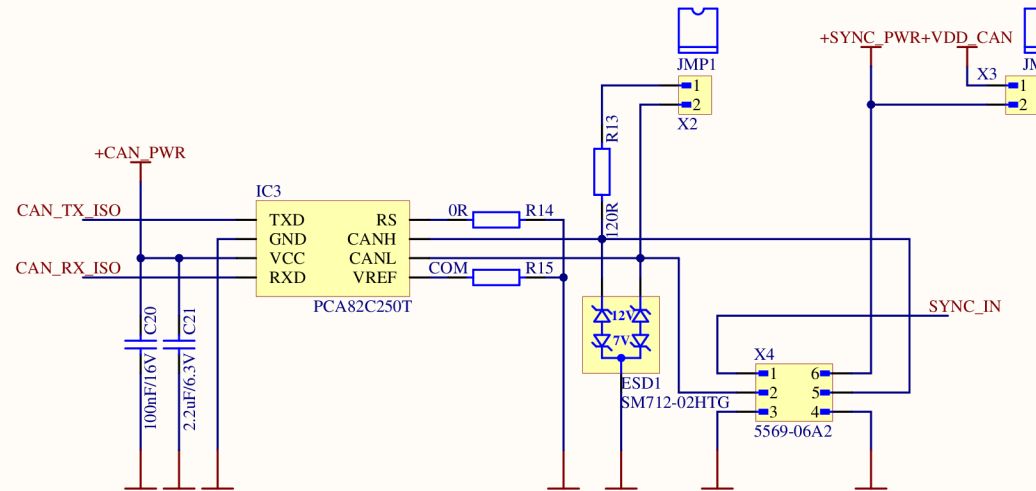 +SYNC_PWR+VDD_CAN
JMP1
JM
X3
1
2
1
2
X2
R13
120R
+CAN_PWR
IC3
CAN_TX_ISO
TXD
RS
0R
R14
GND
CANH
VCC
CANL
CAN_RX_ISO
RXD
VREF
COM
R15
PCA82C250T
C20
100nF/16V
C21
2.2uF/6.3V
12V
7V
ESD1
SM712-02HTG
SYNC_IN
X4
1
6
2
5
3
4
5569-06A2